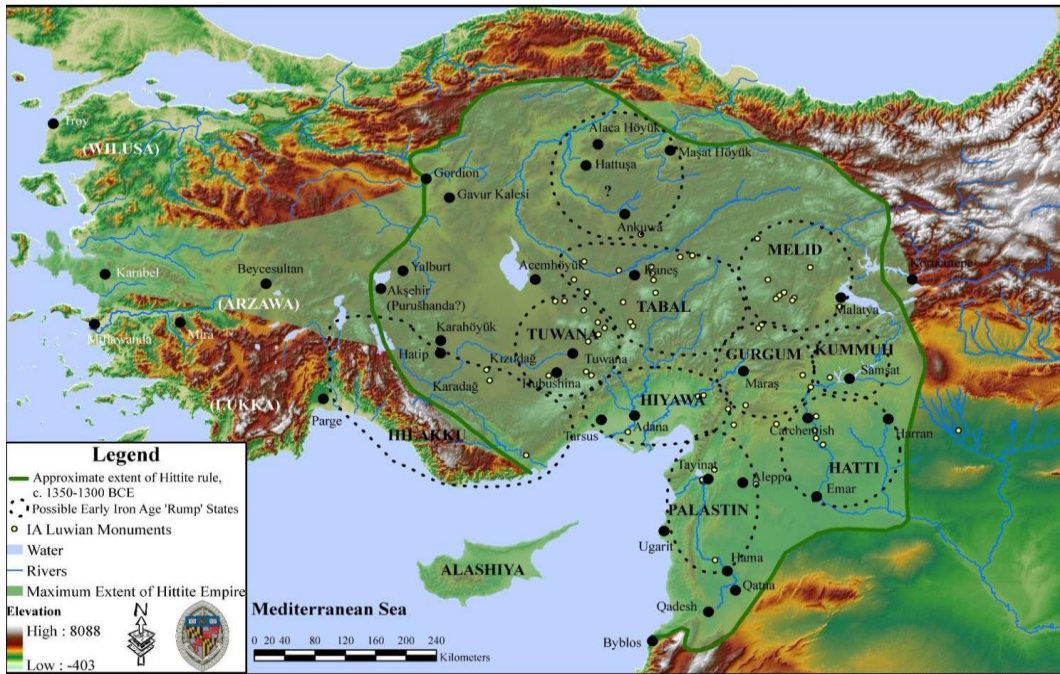 Troy
(WILUSA)
Alaca Höyük
Maşat Höyük
Hattuşa
?
Gordion
Gavur Kalesi
Ankuwa
MELID
Karabel
Beycesultan
Yalburt
Acemhöyük
Kaneş
Korucutepe
(ARZAWA)
Akşehir
(Purushanda?)
TABAL
Malatya
Millawanda
Mira
Karahöyük
TUWANA
Hatip
Kızıldağ
Tuwana
GURGUM
KUMMUH
Samsat
Karadağ
Hubushina
Maraş
(LUKKA)
Parge
HIYAWA
HILAKKU
Tarsus
Adana
Carchemish
Harran
HATTI
Tayinat
Aleppo
Emar
PALASTIN
Ugarit
ALASHIYA
Hama
Qatna
Qadesh
Byblos
Mediterranean Sea
0 20 40 80 120 160 200 240
Kilometers
Legend
Approximate extent of Hittite rule,
c. 1350-1300 BCE
Possible Early Iron Age 'Rump' States
IA Luwian Monuments
Water
Rivers
Maximum Extent of Hittite Empire
Elevation
N
High : 8088
Low : -403